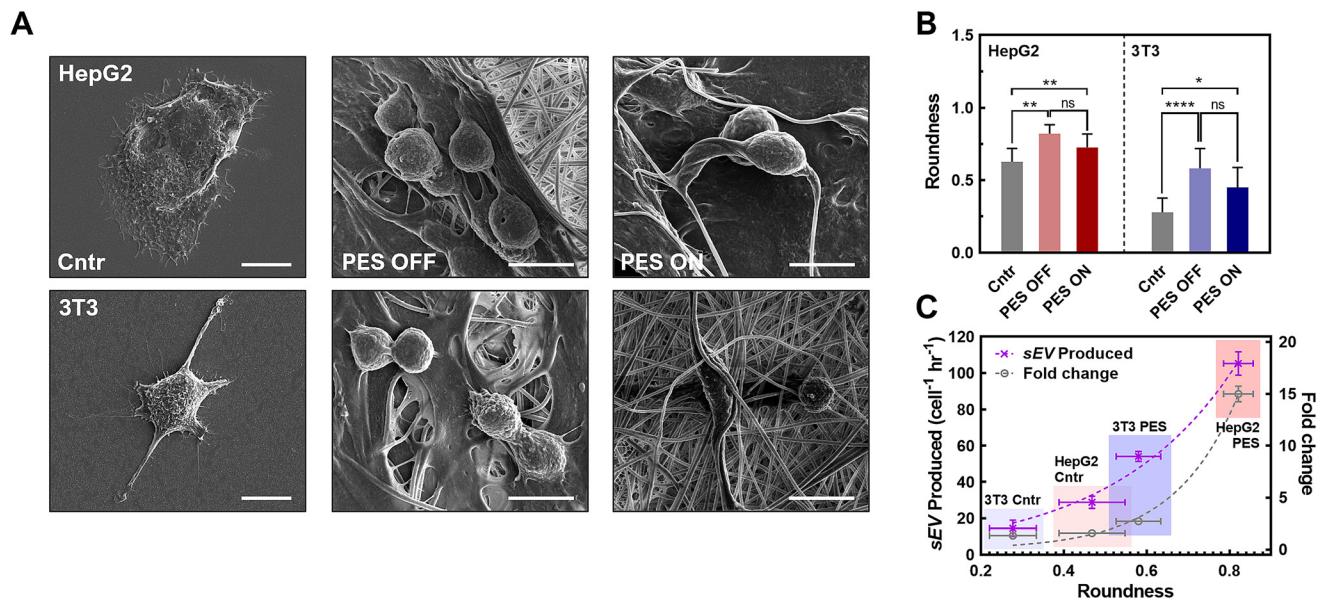 A
HepG2
Cntr
PES OFF
PES ON
3T3
B
1.5
1.0
0.5
0.0
Roundness
HepG2
3T3
**
** ns
*
**** ns
Cntr
PES OFF
PES ON
Cntr
PES OFF
PES ON
C
120
100
80
60
40
20
0
sEV Produced (cell⁻¹ hr⁻¹)
sEV Produced
Fold change
3T3 Cntr
HepG2
Cntr
3T3 PES
HepG2
PES
20
15
10
5
0
Fold change
0.2 0.4 0.6 0.8
Roundness